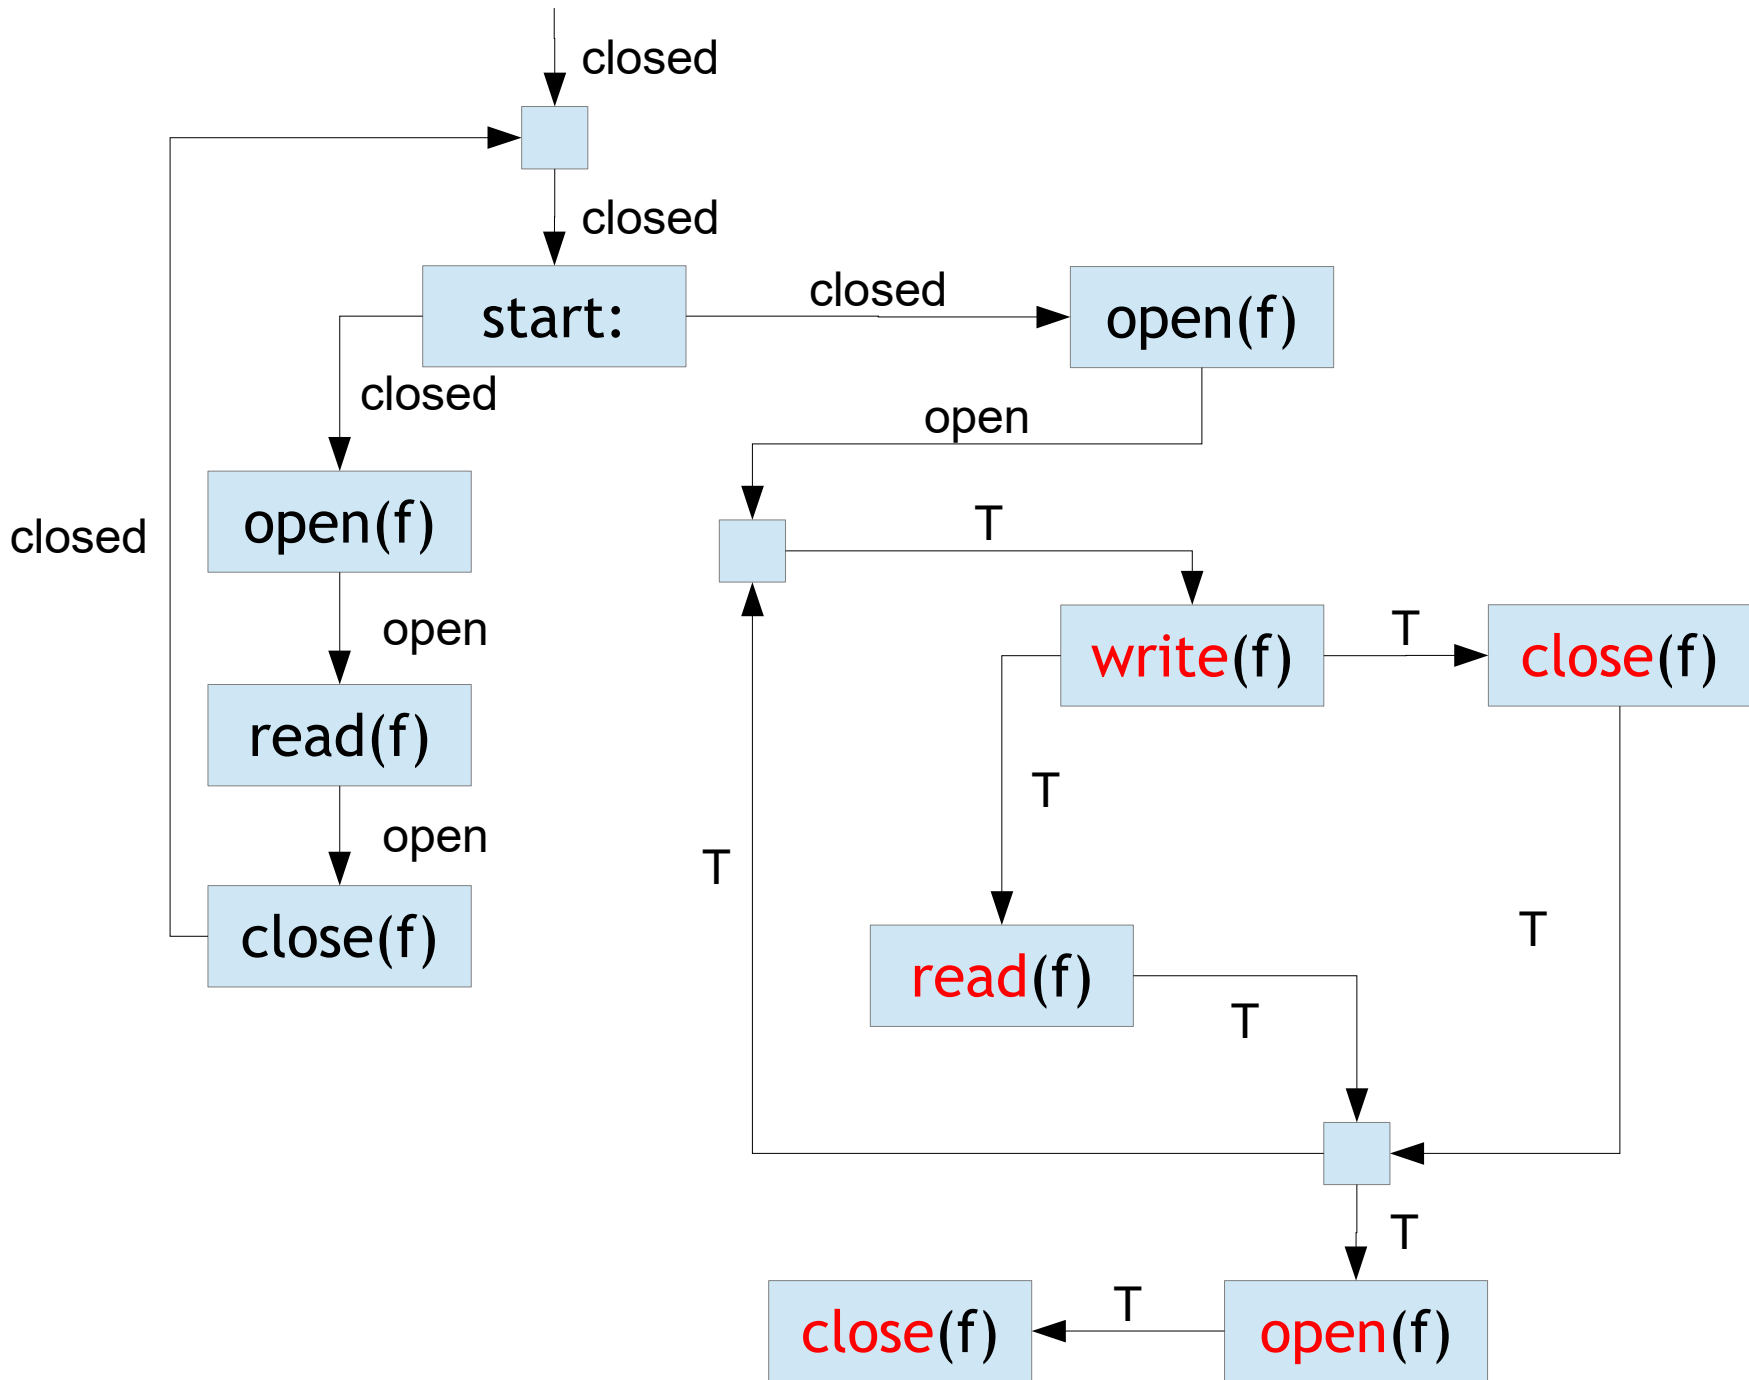 closed
closed
start:
closed
open(f)
closed
open
open(f)
closed
T
open
write(f)
T
close(f)
read(f)
T
open
T
T
close(f)
read(f)
T
T
T
close(f)
T
open(f)